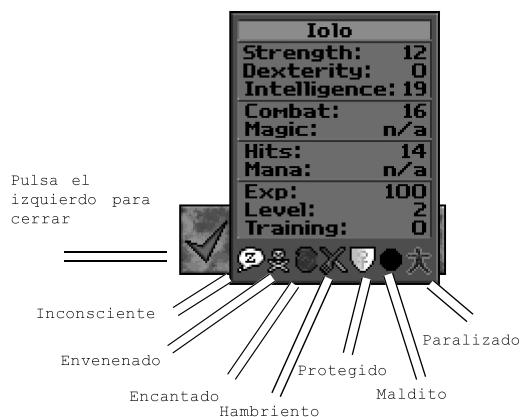 Iolo
Strength: 12
Dexterity: 0
Intelligence: 19
Combat: 16
Magic: n/a
Hits: 14
Mana: n/a
Exp: 100
Level: 2
Training: 0
Pulsa el
izquierdo para
cerrar
Z
Inconsciente
Envenenado
Encantado
Hambriento
Protegido
Maldito
Paralizado